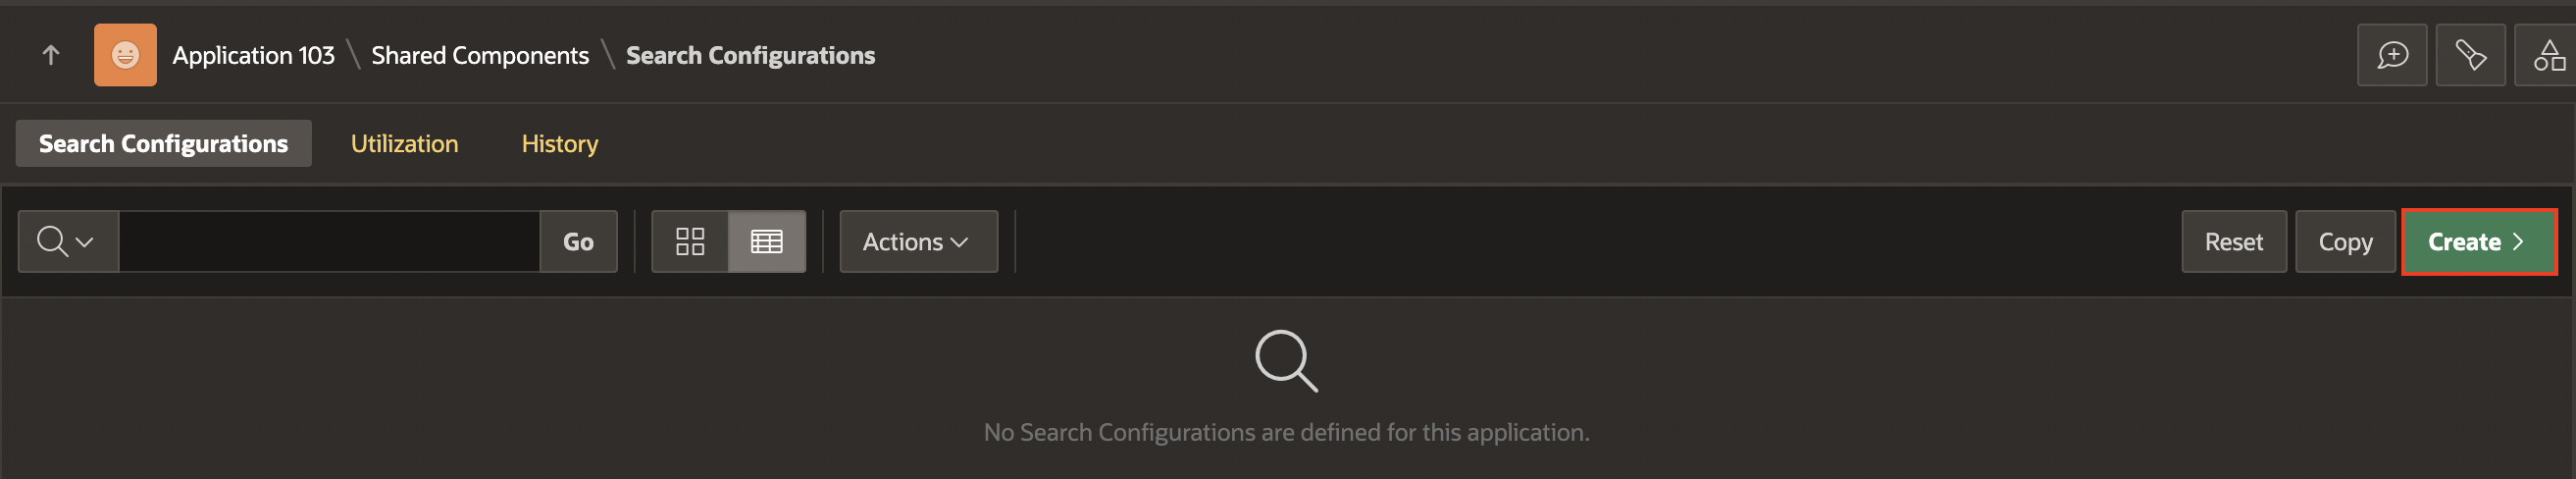 Application 103 \ Shared Components \ Search Configurations
Search Configurations Utilization History
Go Actions Reset Copy Create
No Search Configurations are defined for this application.